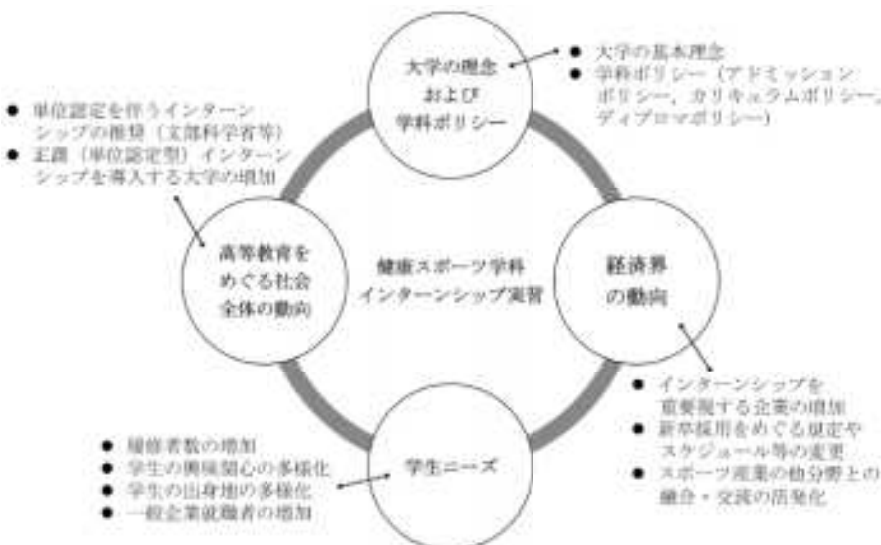 大学の理念
および
学科ポリシー
● 大学の基本理念
● 学科ポリシー（アドミッション
ポリシー，カリキュラムポリシー，
ディプロマポリシー）
● 単位認定を伴うインターン
シップの推奨（文部科学省等）
● 正課（単位認定型）インターン
シップを導入する大学の増加
高等教育を
めぐる社会
全体の動向
健康スポーツ学科
インターンシップ実習
経済界
の動向
● インターンシップを
重要視する企業の増加
● 新卒採用をめぐる規定や
スケジュール等の変更
● スポーツ産業の他分野との
融合・交流の活発化
学生ニーズ
● 履修者数の増加
● 学生の興味関心の多様化
● 学生の出身地の多様化
● 一般企業就職者の増加